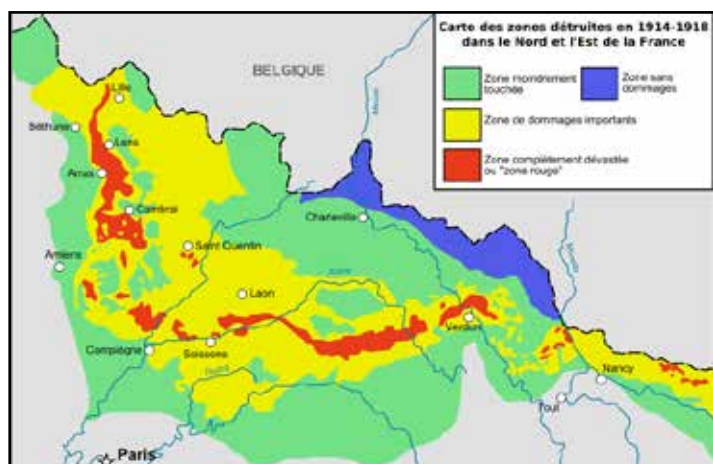 Carte des zones détruites en 1914-1918
dans le Nord et l'Est de la France
Zone moindrement
touchée
Zone sans
dommages
Zone de dommages importants
Zone complètement dévastée
ou "zone rouge"
BELGIQUE
Meuse
Lille
Béthune
Lens
Arras
Cambrai
Charleville
Amiens
Saint Quentin
Laon
Verdun
Compiègne
Soissons
Nancy
Toul
Paris